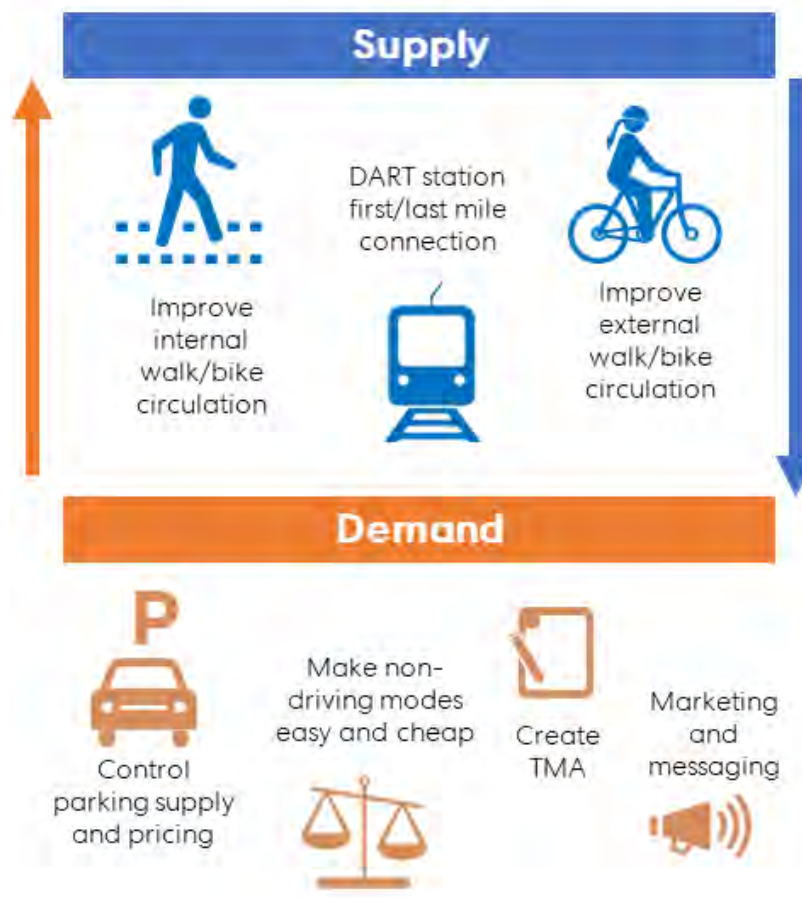 Supply
Improve
internal
walk/bike
circulation
DART station
first/last mile
connection
Improve
external
walk/bike
circulation
Demand
P
Control
parking supply
and pricing
Make non-
driving modes
easy and cheap
Create
TMA
Marketing
and
messaging